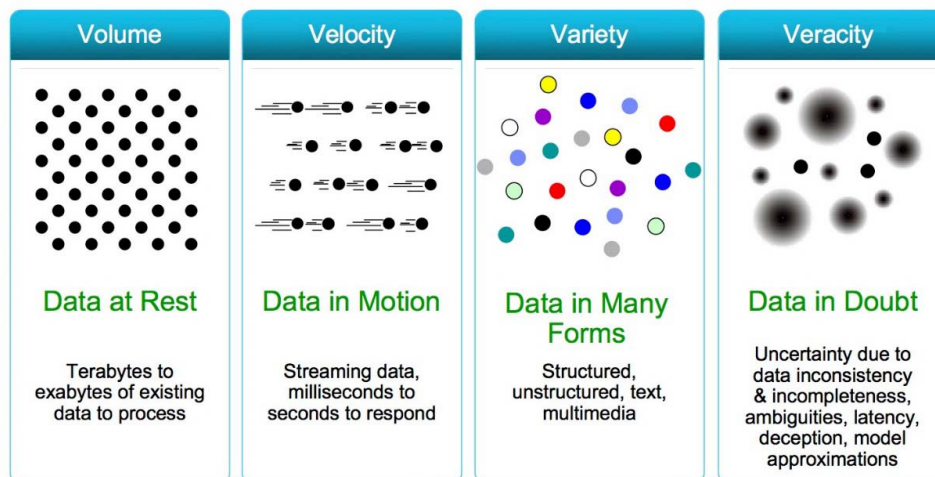 Volume
Data at Rest
Terabytes to
exabytes of existing
data to process
Velocity
Data in Motion
Streaming data,
milliseconds to
seconds to respond
Variety
Data in Many
Forms
Structured,
unstructured, text,
multimedia
Veracity
Data in Doubt
Uncertainty due to
data inconsistency
& incompleteness,
ambiguities, latency,
deception, model
approximations